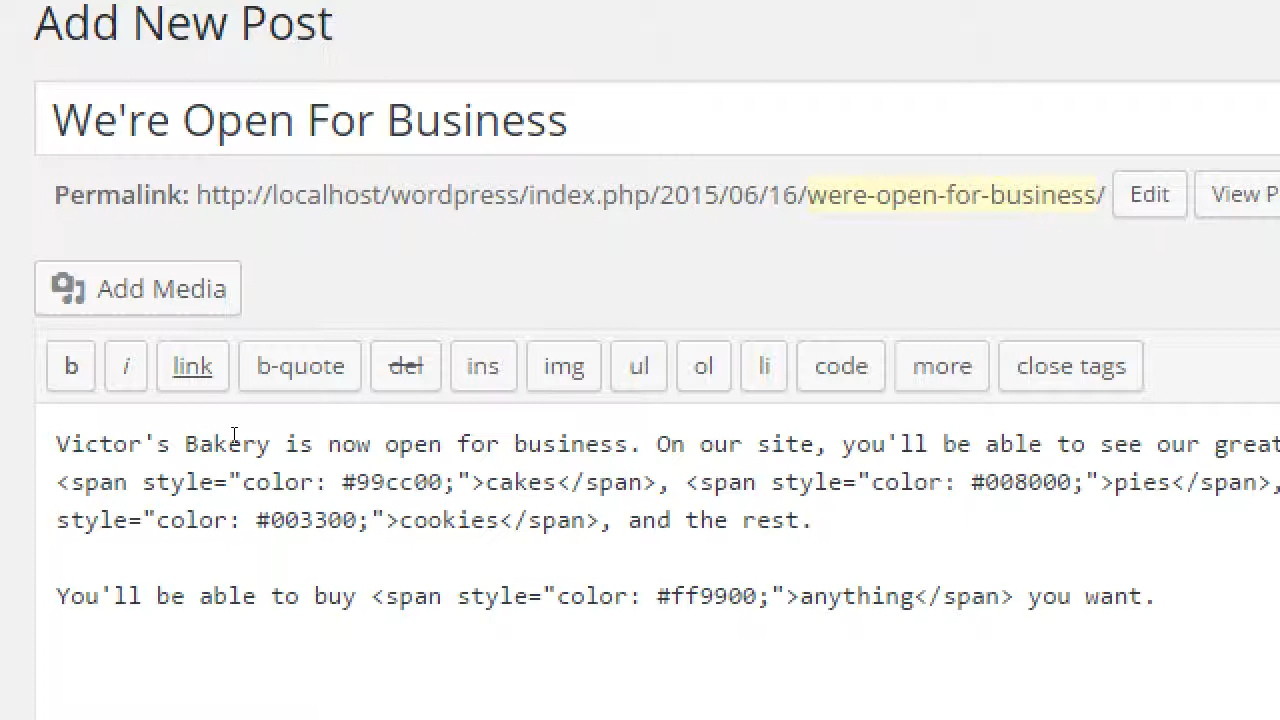 Add New Post
We're Open For Business
Permalink: http://localhost/wordpress/index.php/2015/06/16/were-open-for-business/ Edit View P
Add Media
b i link b-quote del ins img ul ol li code more close tags
Victor's Bakery is now open for business. On our site, you'll be able to see our great
<span style="color: #99cc00;">cakes</span>, <span style="color: #008000;">pies</span>,
style="color: #003300;">cookies</span>, and the rest.
You'll be able to buy <span style="color: #ff9900;">anything</span> you want.